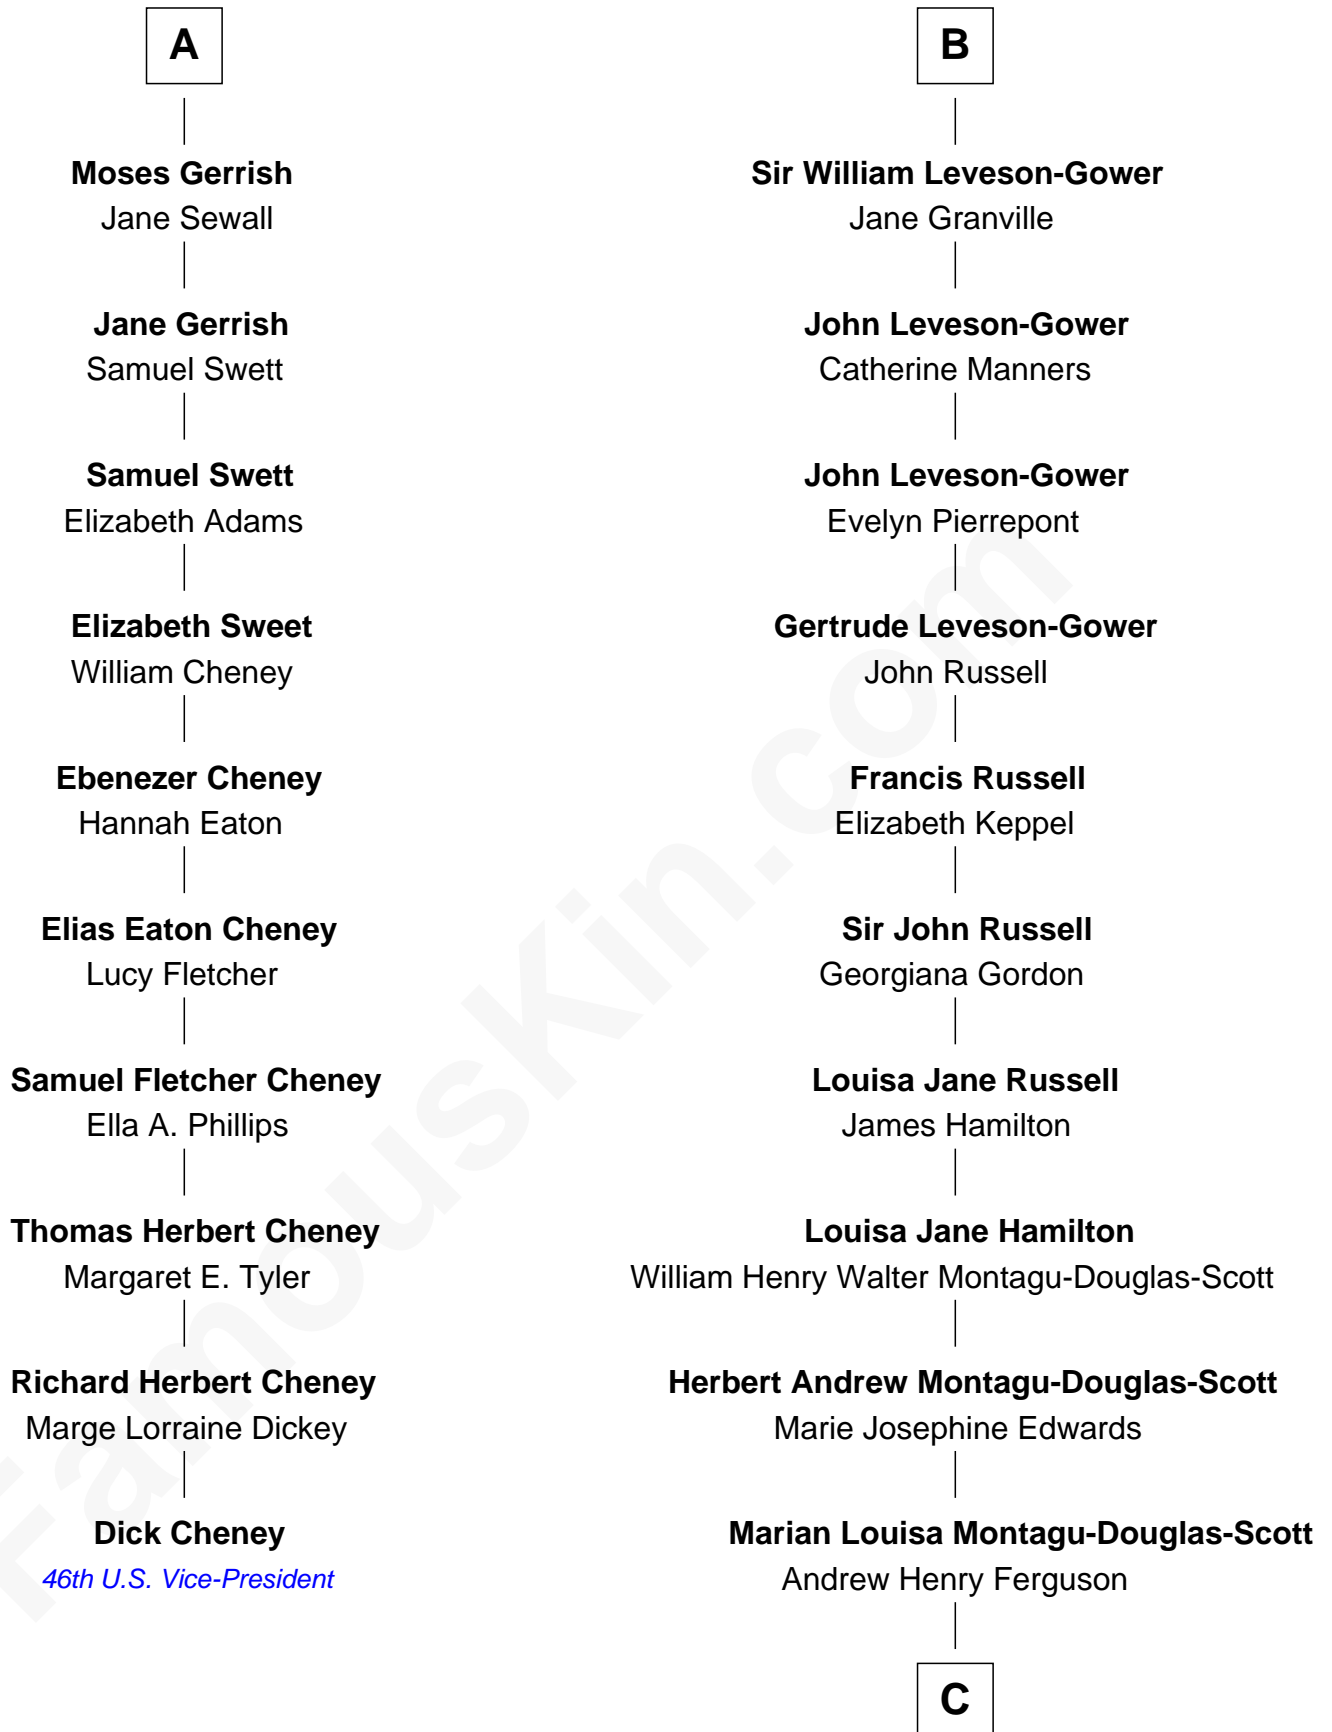 A
Moses Gerrish
Jane Sewall
Jane Gerrish
Samuel Swett
Samuel Swett
Elizabeth Adams
Elizabeth Sweet
William Cheney
Ebenezer Cheney
Hannah Eaton
Elias Eaton Cheney
Lucy Fletcher
Samuel Fletcher Cheney
Ella A. Phillips
Thomas Herbert Cheney
Margaret E. Tyler
Richard Herbert Cheney
Marge Lorraine Dickey
Dick Cheney
46th U.S. Vice-President
B
Sir William Leveson-Gower
Jane Granville
John Leveson-Gower
Catherine Manners
John Leveson-Gower
Evelyn Pierrepont
Gertrude Leveson-Gower
John Russell
Francis Russell
Elizabeth Keppel
Sir John Russell
Georgiana Gordon
Louisa Jane Russell
James Hamilton
Louisa Jane Hamilton
William Henry Walter Montagu-Douglas-Scott
Herbert Andrew Montagu-Douglas-Scott
Marie Josephine Edwards
Marian Louisa Montagu-Douglas-Scott
Andrew Henry Ferguson
C
FamousKin.com